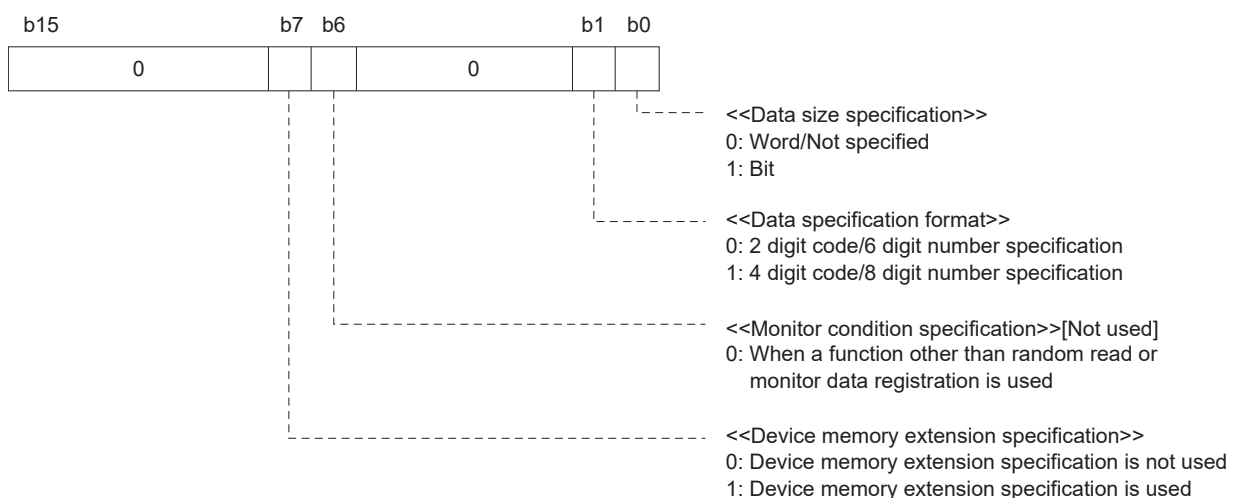 b15 b7 b6 b1 b0
0 0
<<Data size specification>>
0: Word/Not specified
1: Bit
<<Data specification format>>
0: 2 digit code/6 digit number specification
1: 4 digit code/8 digit number specification
<<Monitor condition specification>>[Not used]
0: When a function other than random read or
monitor data registration is used
<<Device memory extension specification>>
0: Device memory extension specification is not used
1: Device memory extension specification is used